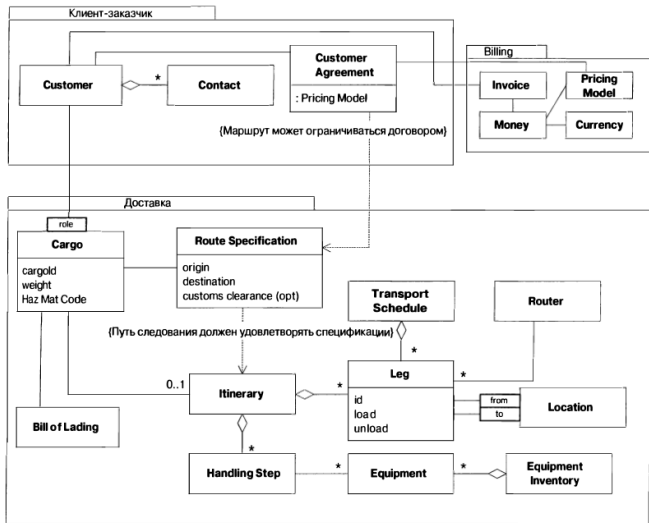 Клиент-заказчик
Customer
*
Contact
Customer
Agreement
: Pricing Model
{Маршрут может ограничиваться договором}
Billing
Invoice
Pricing
Model
Money
Currency
Доставка
role
Cargo
cargoId
weight
Haz Mat Code
Route Specification
origin
destination
customs clearance (opt)
{Путь следования должен удовлетворять спецификации}
Transport
Schedule
*
Router
*
0..1
Itinerary
*
Leg
id
load
unload
from
to
Location
Bill of Lading
*
Handling Step
*
Equipment
*
Equipment
Inventory